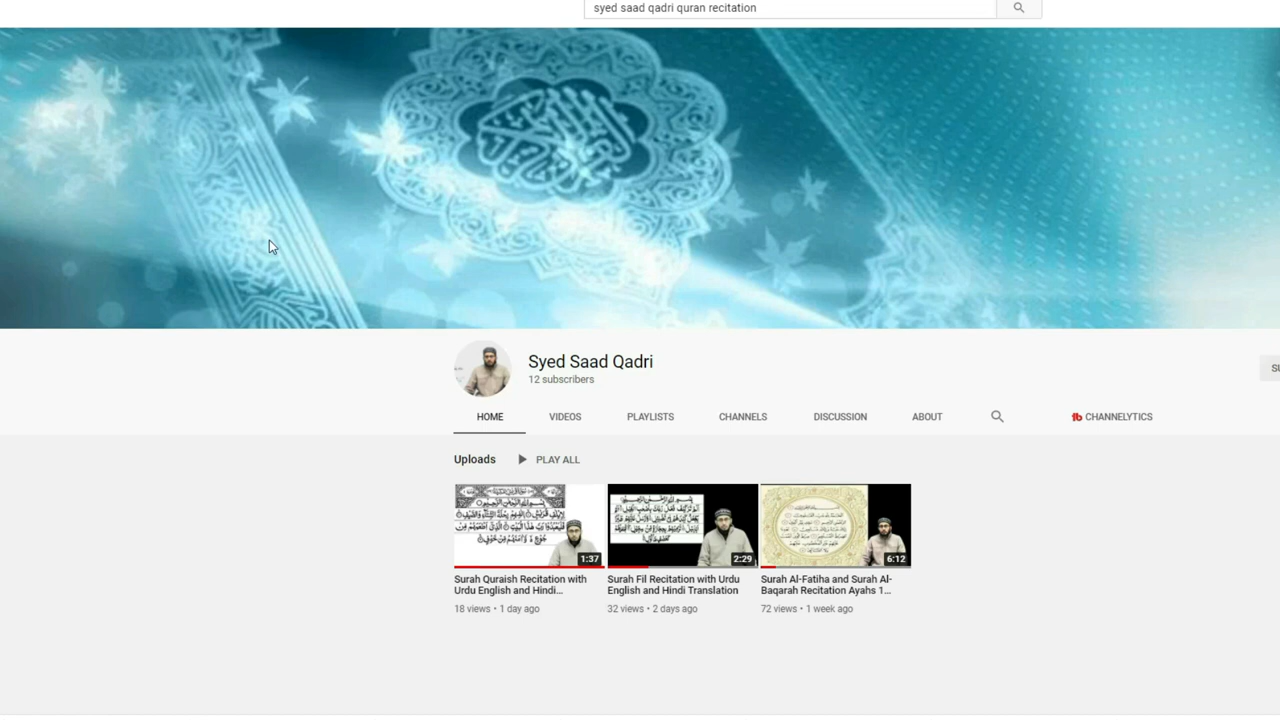 syed saad qadri quran recitation
Syed Saad Qadri
12 subscribers
HOME VIDEOS PLAYLISTS CHANNELS DISCUSSION ABOUT CHANNELYTICS
Uploads PLAY ALL
1:37 2:29 6:12
Surah Quraish Recitation with
Urdu English and Hindi...
18 views • 1 day ago
Surah Fil Recitation with Urdu
English and Hindi Translation
32 views • 2 days ago
Surah Al-Fatiha and Surah Al-
Baqarah Recitation Ayahs 1...
72 views • 1 week ago